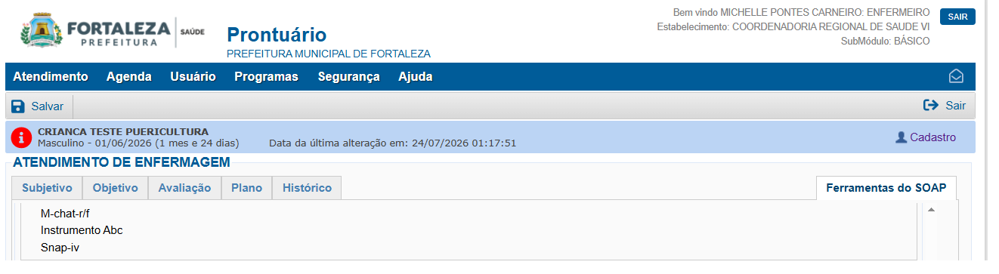 FORTALEZA
PREFEITURA
SAÚDE
Prontuário
PREFEITURA MUNICIPAL DE FORTALEZA
Bem vindo MICHELLE PONTES CARNEIRO: ENFERMEIRO
Estabelecimento: COORDENADORIA REGIONAL DE SAUDE VI
SubMódulo: BÁSICO
SAIR
Atendimento Agenda Usuário Programas Segurança Ajuda
Salvar Sair
CRIANCA TESTE PUERICULTURA
Masculino - 01/06/2026 (1 mes e 24 dias) Data da última alteração em: 24/07/2026 01:17:51
Cadastro
ATENDIMENTO DE ENFERMAGEM
Subjetivo Objetivo Avaliação Plano Histórico Ferramentas do SOAP
M-chat-r/f
Instrumento Abc
Snap-iv